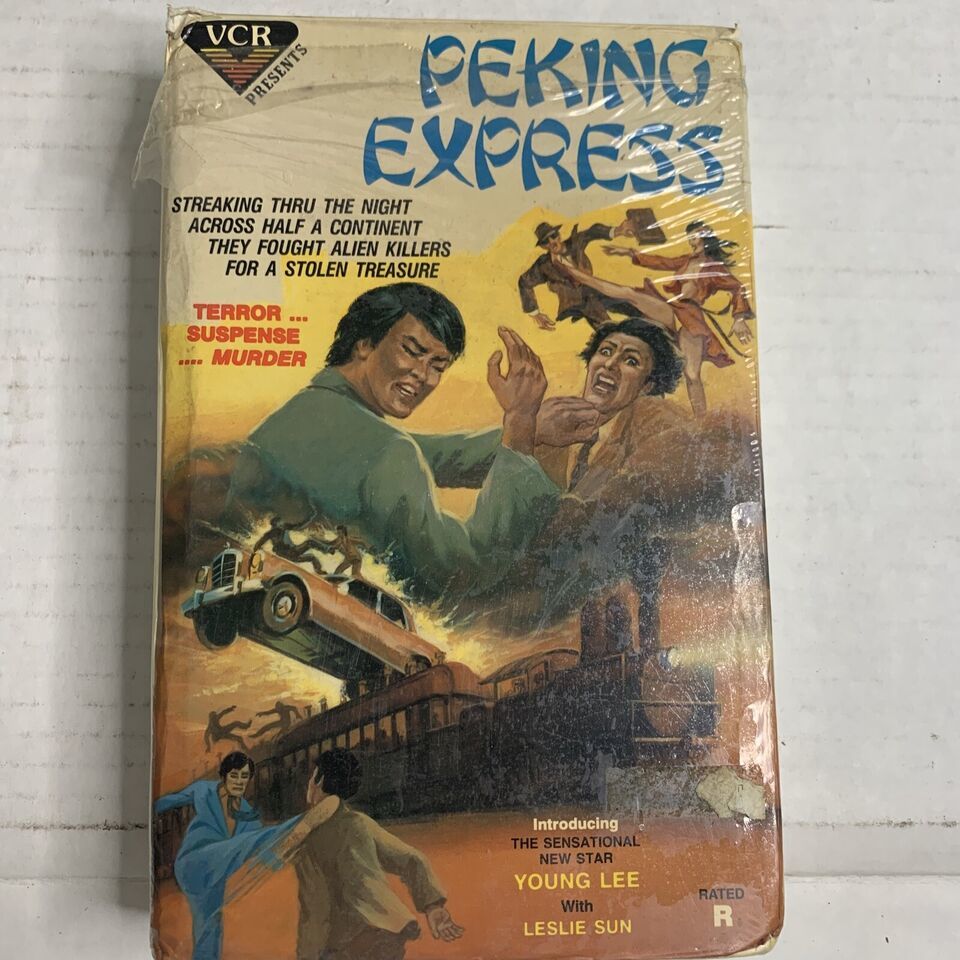 VCR
PRESENTS
PEKING
EXPRESS
STREAKING THRU THE NIGHT
ACROSS HALF A CONTINENT
THEY FOUGHT ALIEN KILLERS
FOR A STOLEN TREASURE
TERROR ...
SUSPENSE
.... MURDER
Introducing
THE SENSATIONAL
NEW STAR
YOUNG LEE
With
LESLIE SUN
RATED
R